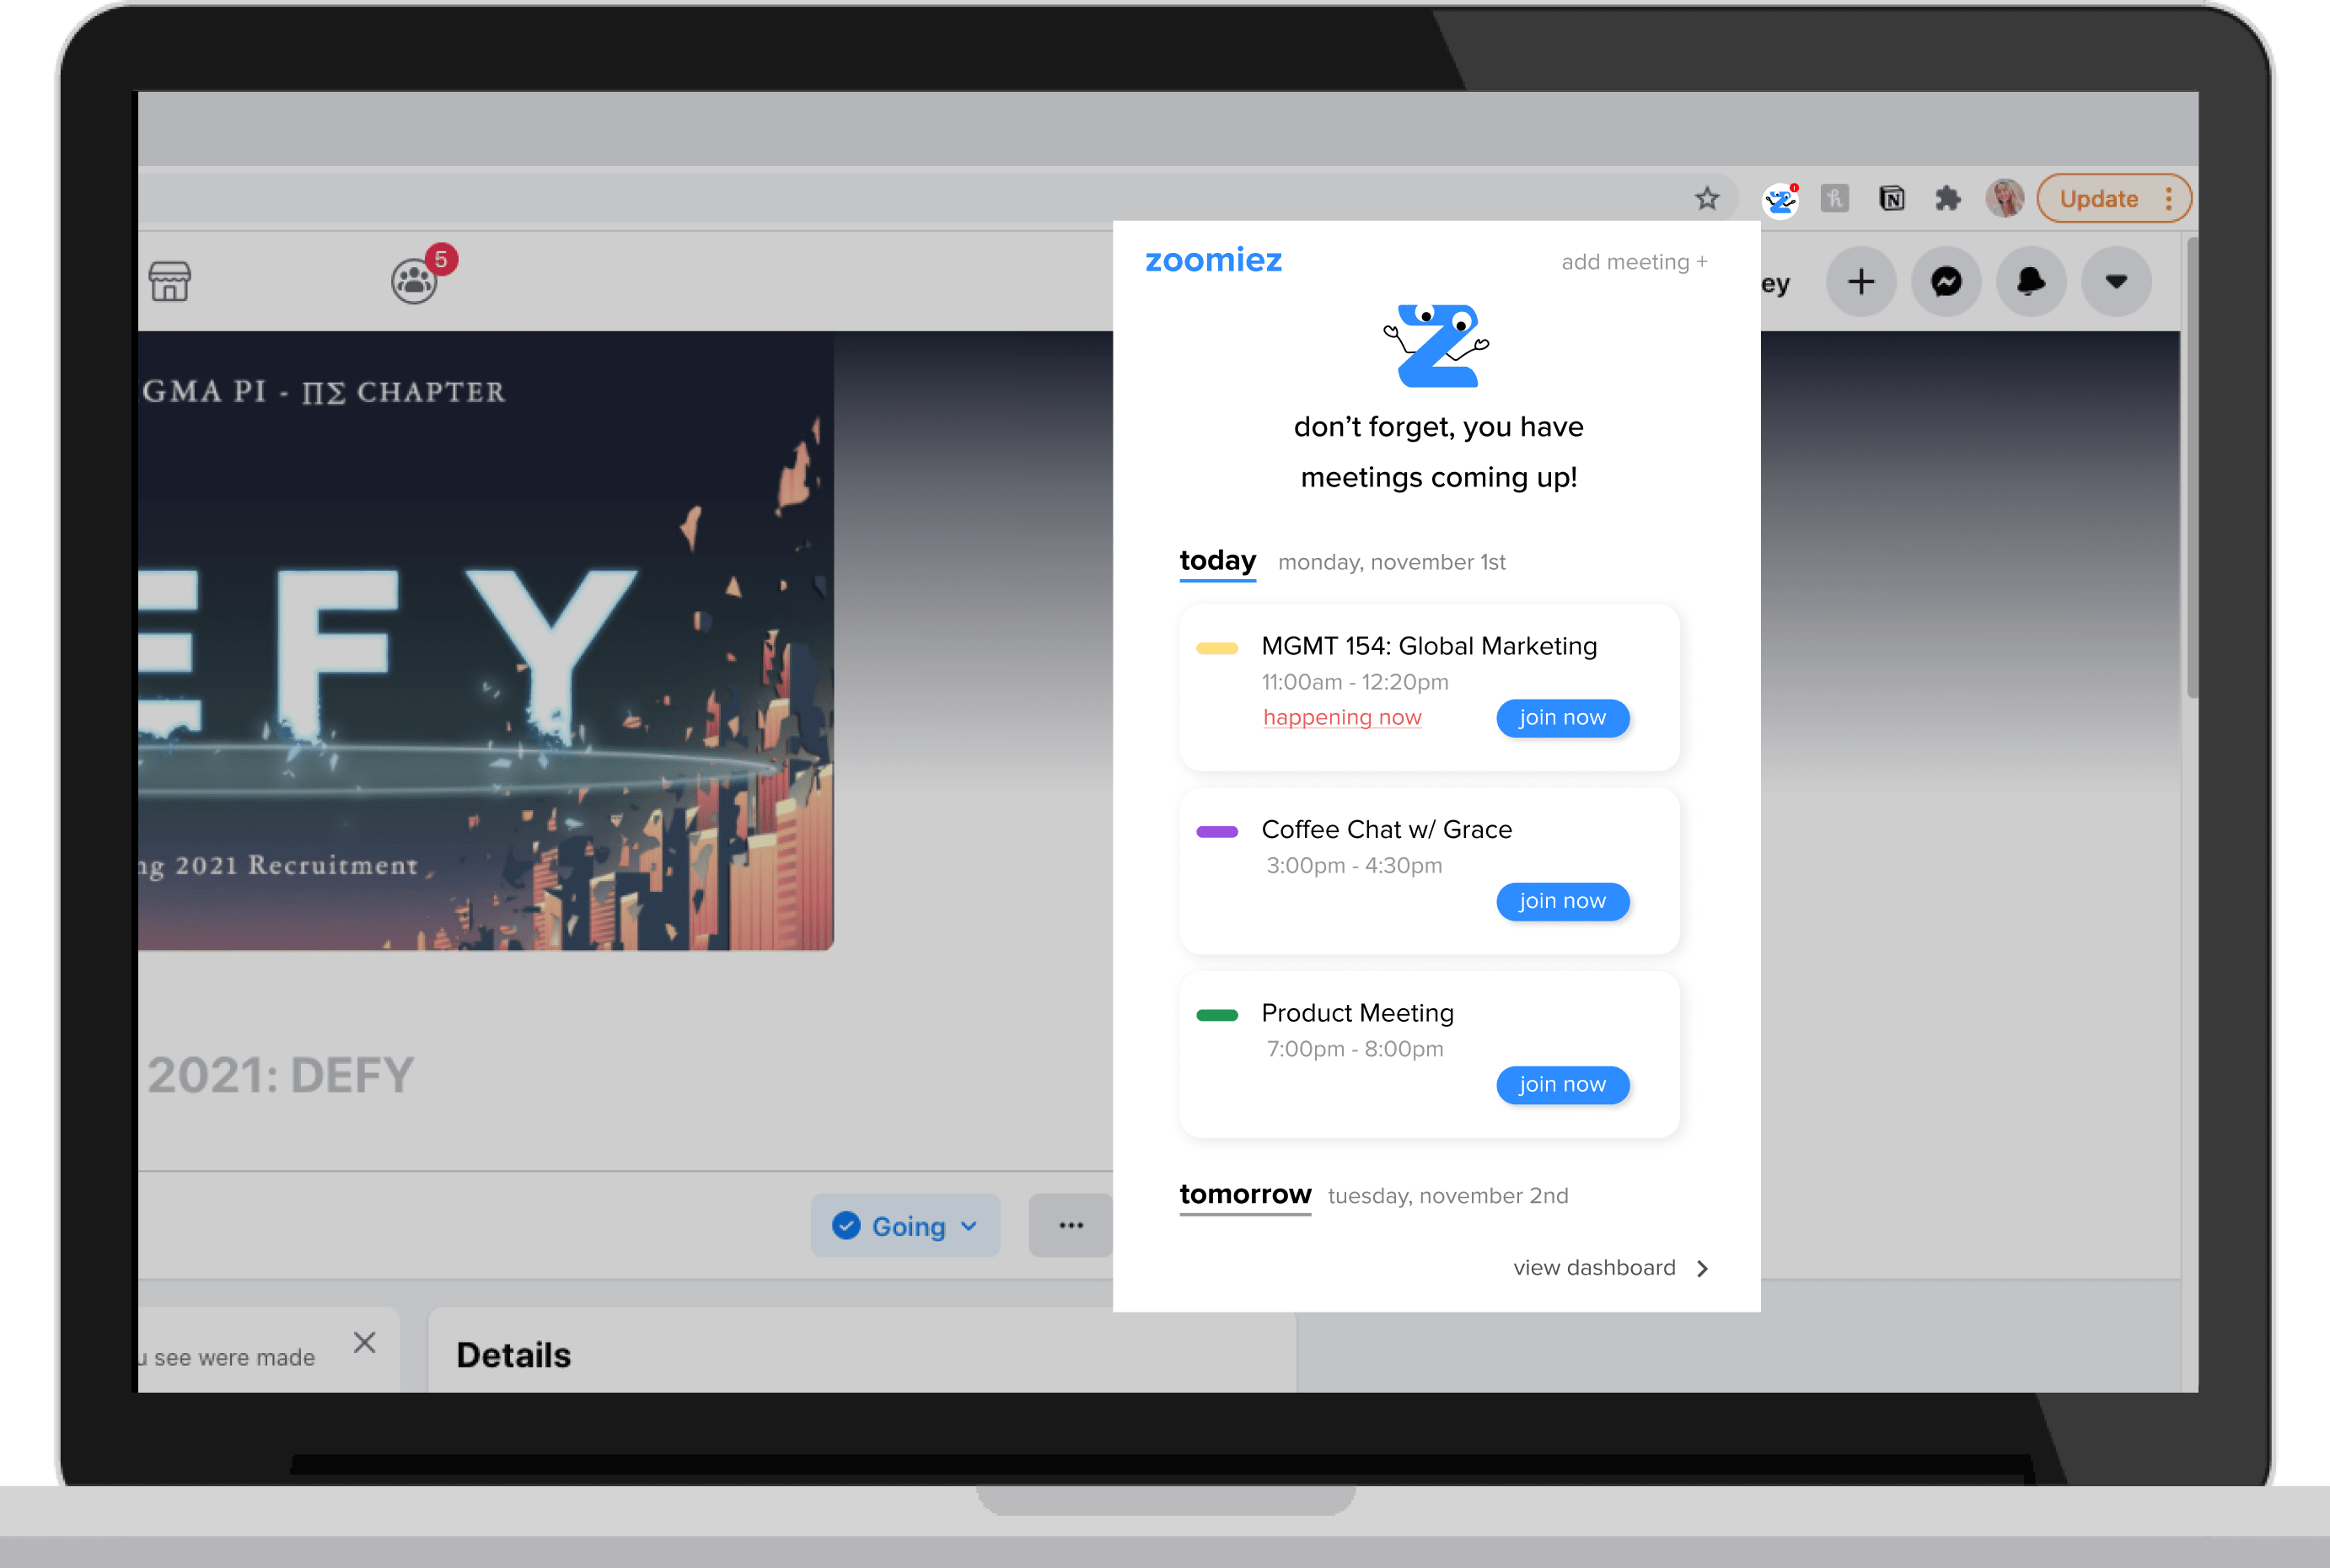 Update
5
ey
GMA PI - ΠΣ CHAPTER
EFY
2021 Recruitment
2021: DEFY
Going
see were made
Details
zoomiez
add meeting +
don’t forget, you have
meetings coming up!
today monday, november 1st
MGMT 154: Global Marketing
11:00am - 12:20pm
happening now
join now
Coffee Chat w/ Grace
3:00pm - 4:30pm
join now
Product Meeting
7:00pm - 8:00pm
join now
tomorrow tuesday, november 2nd
view dashboard